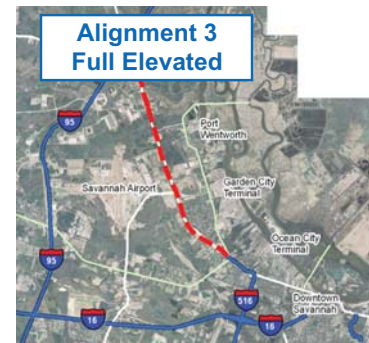 Alignment 3
Full Elevated
95
Port
Wentworth
Savannah Airport
Garden City
Terminal
Ocean City
Terminal
95
516
Downtown
Savannah
16
16